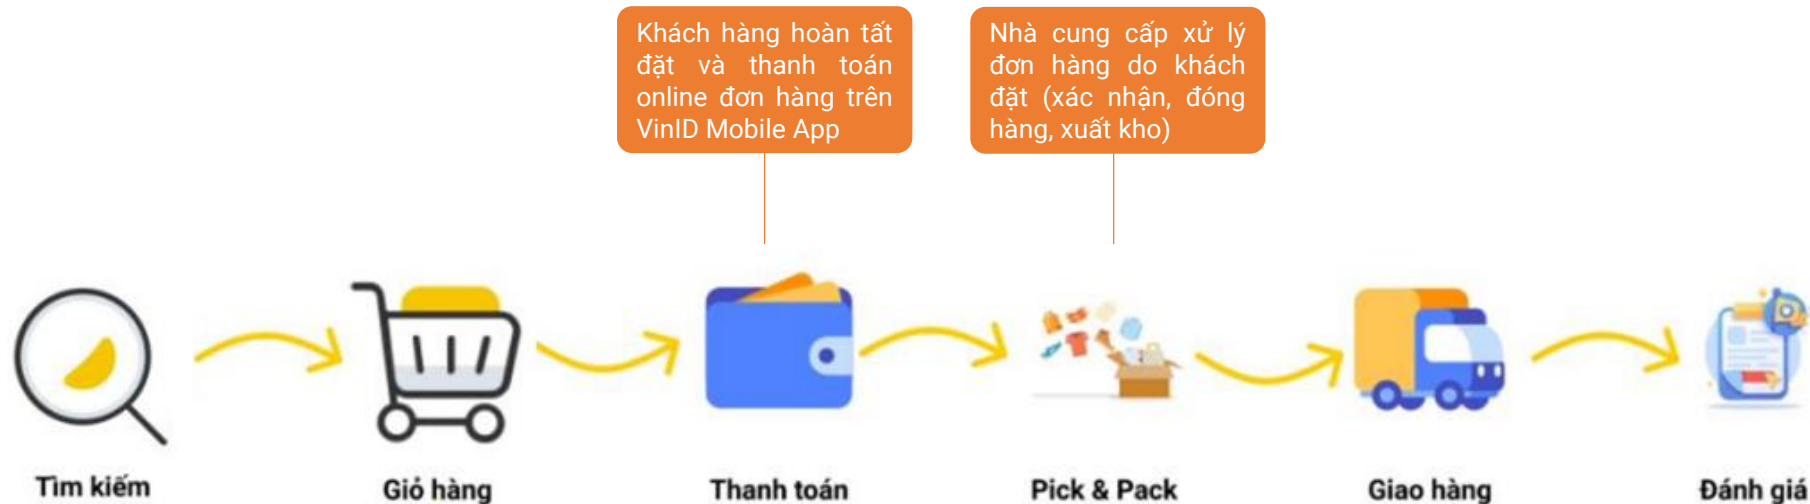 Khách hàng hoàn tất
đặt và thanh toán
online đơn hàng trên
VinID Mobile App
Nhà cung cấp xử lý
đơn hàng do khách
đặt (xác nhận, đóng
hàng, xuất kho)
Tìm kiếm
Giỏ hàng
Thanh toán
Pick & Pack
Giao hàng
Đánh giá